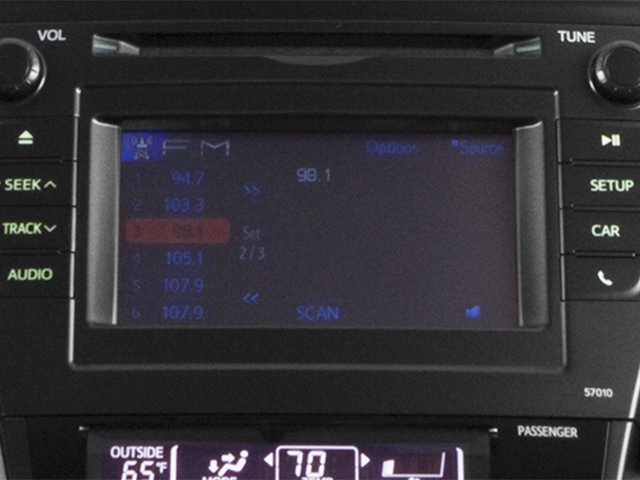 VOL
TUNE
FM
Options
Source
SEEK
SETUP
1 94.7
98.1
2 103.3
TRACK
3 98.1
Set
CAR
4 105.1
2/3
AUDIO
5 107.9
6 107.9
SCAN
57010
PASSENGER
OUTSIDE
65°F
70
MODE
TEMP